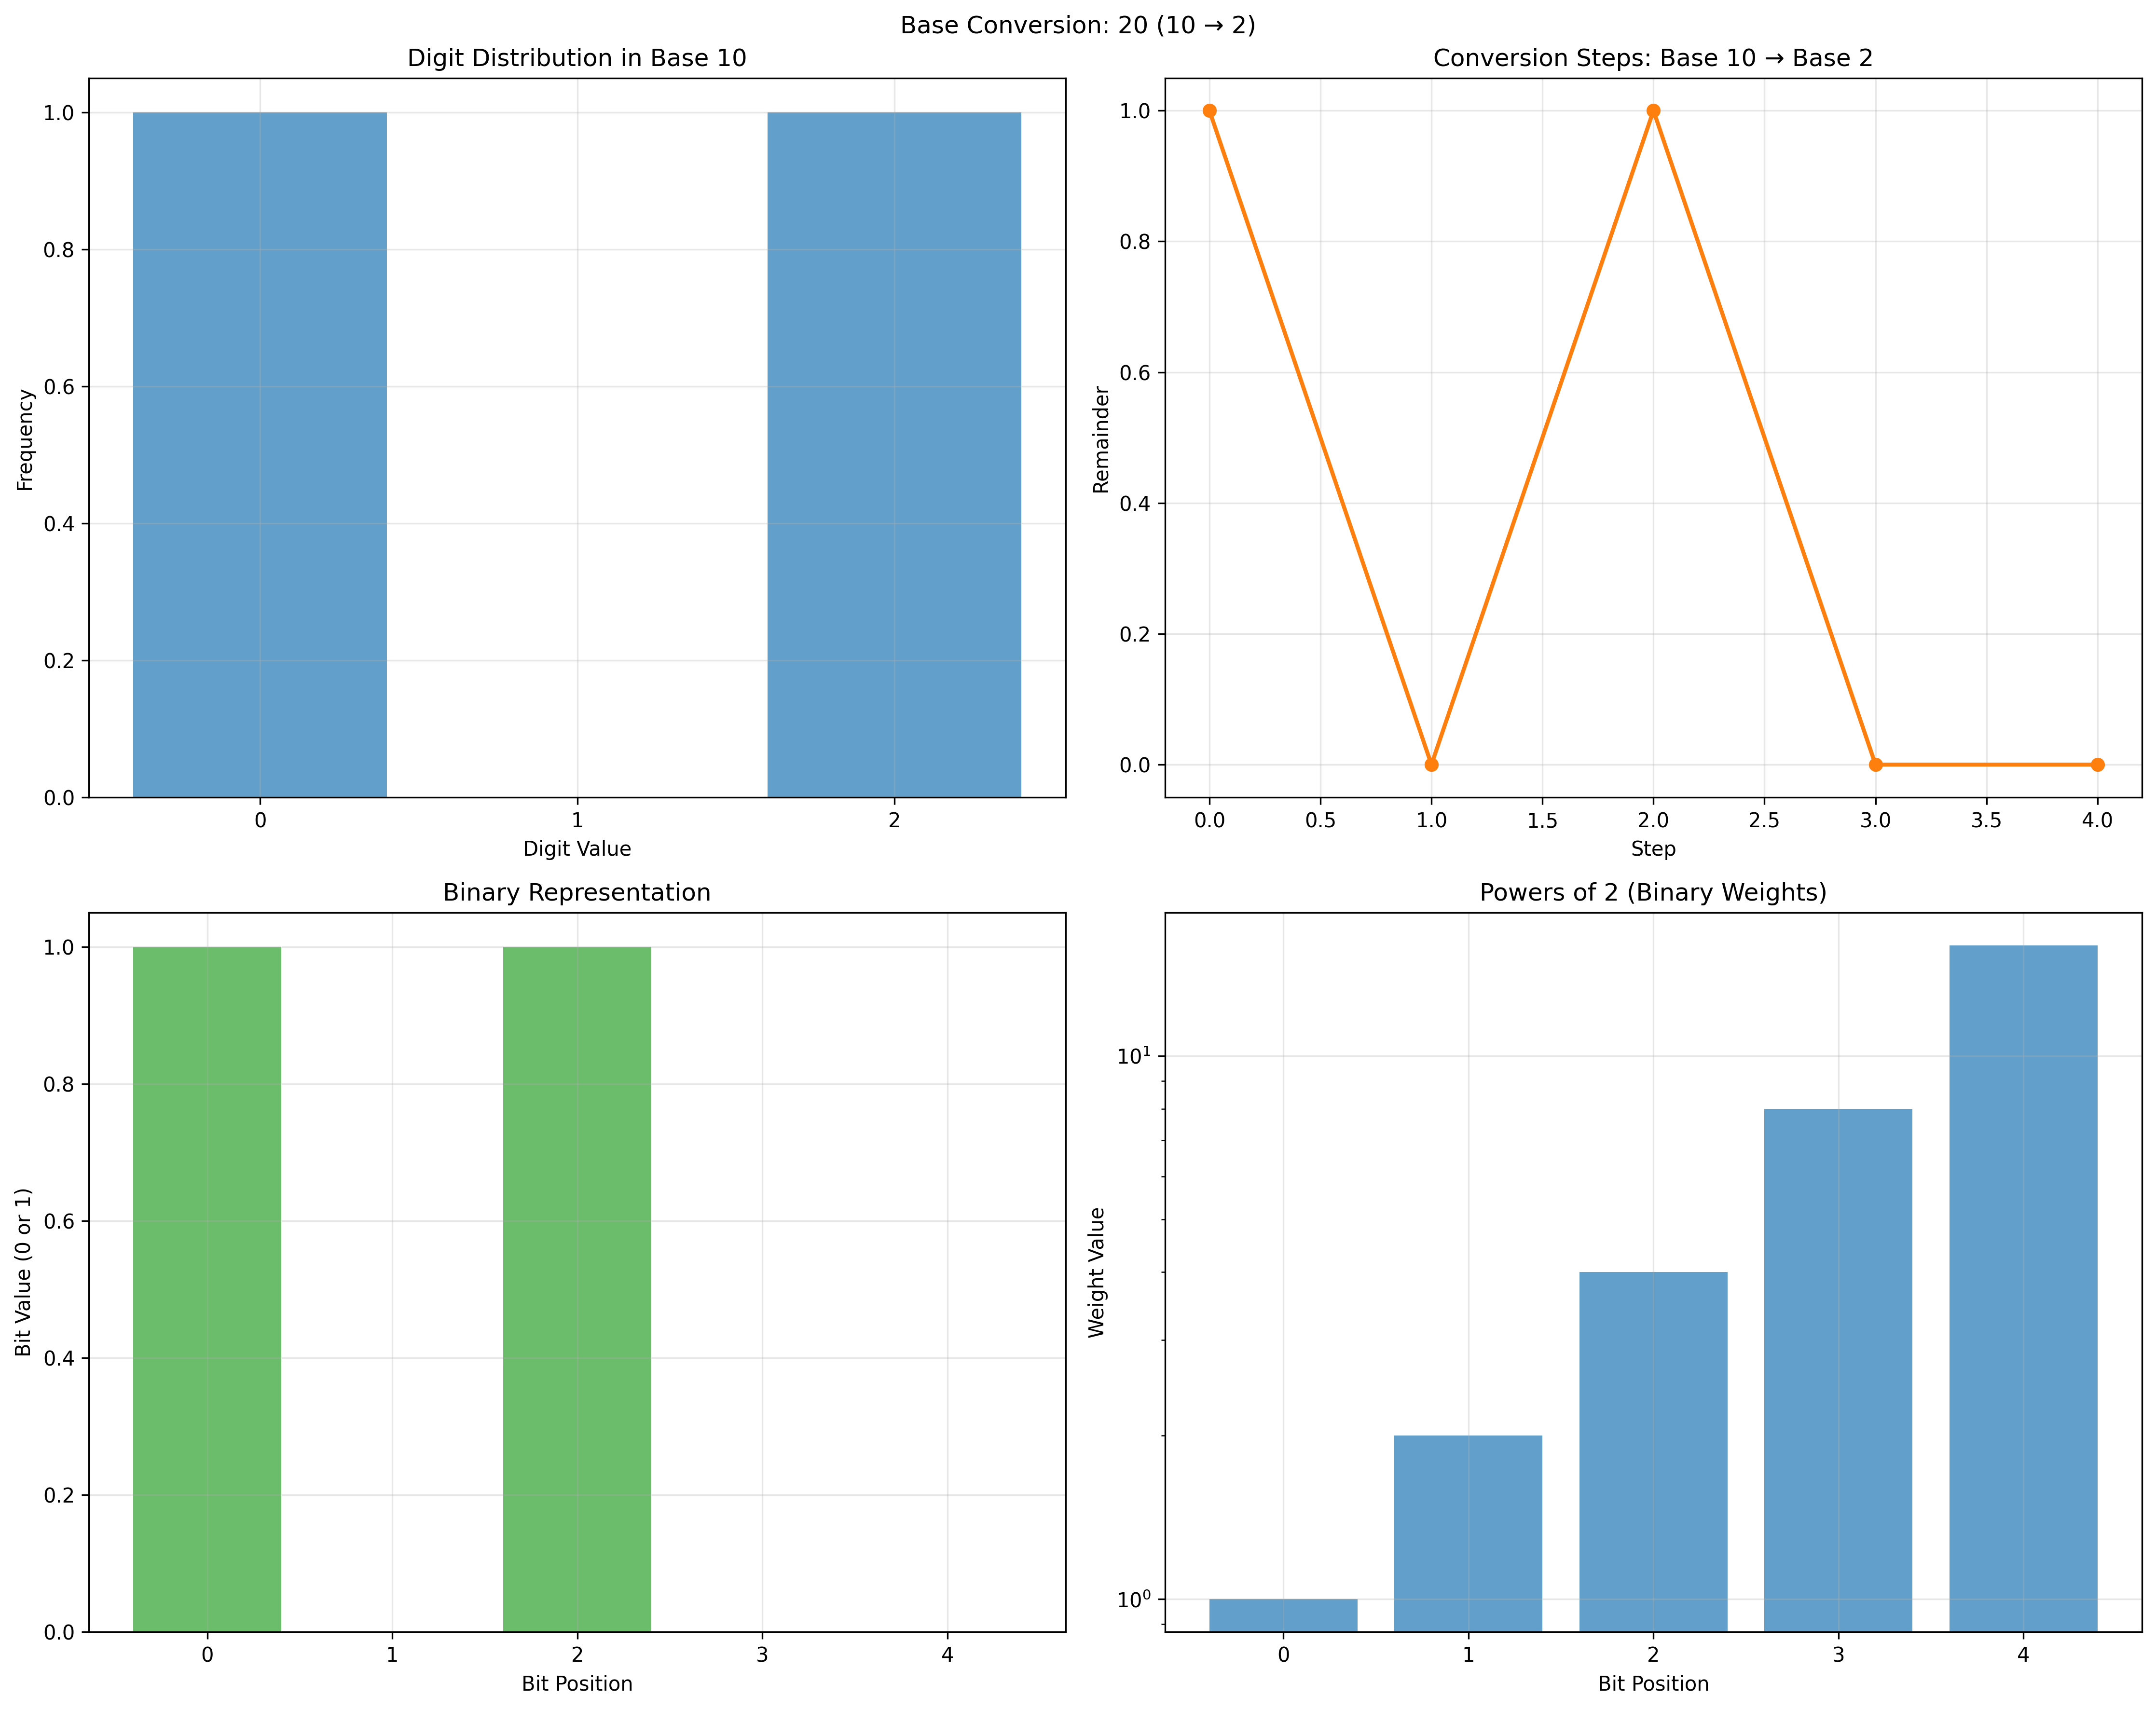 Base Conversion: 20 (10 → 2)
Digit Distribution in Base 10
1.0
0.8
0.6
0.4
0.2
0.0
Frequency
0 1 2
Digit Value
Conversion Steps: Base 10 → Base 2
1.0
0.8
0.6
0.4
0.2
0.0
Remainder
0.0 0.5 1.0 1.5 2.0 2.5 3.0 3.5 4.0
Step
Binary Representation
1.0
0.8
0.6
0.4
0.2
0.0
Bit Value (0 or 1)
0 1 2 3 4
Bit Position
Powers of 2 (Binary Weights)
10¹
10⁰
Weight Value
0 1 2 3 4
Bit Position